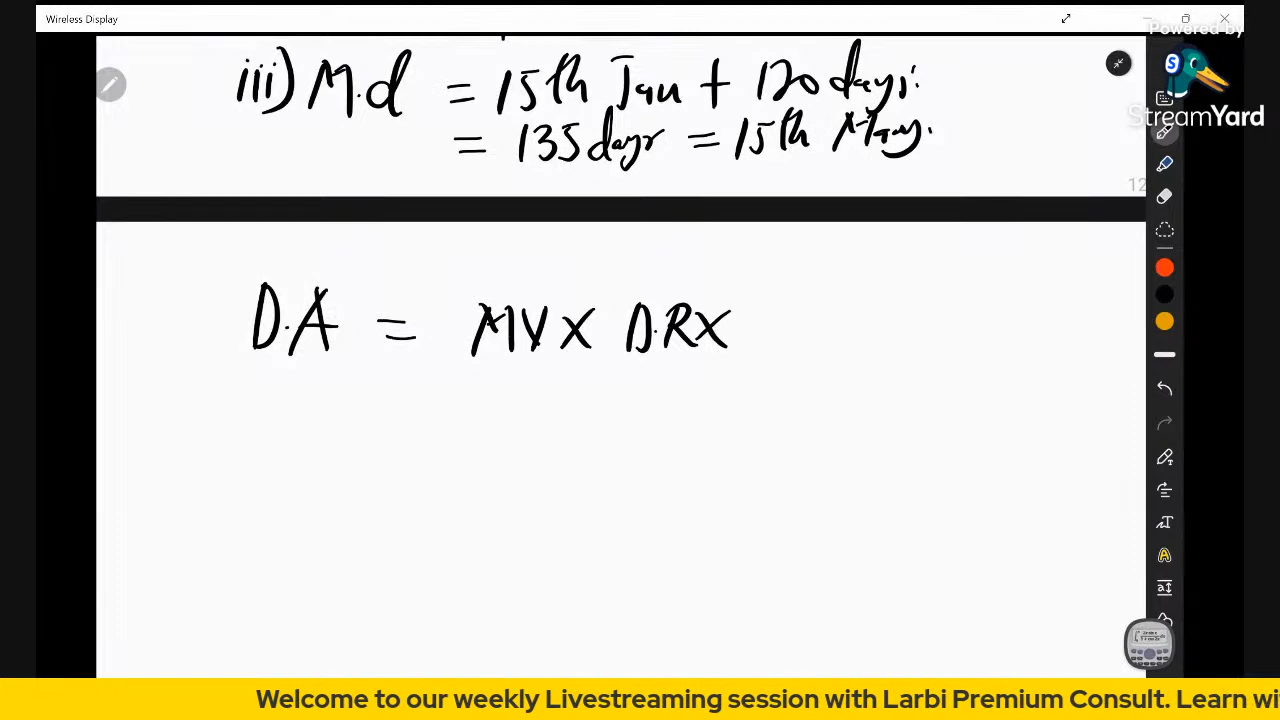 Wireless Display
Powered by
StreamYard
iii) M.d = 15th Jan + 120 days.
= 135 days = 15th May.
12
D.A = MV X D.R X
Welcome to our weekly Livestreaming session with Larbi Premium Consult. Learn wi